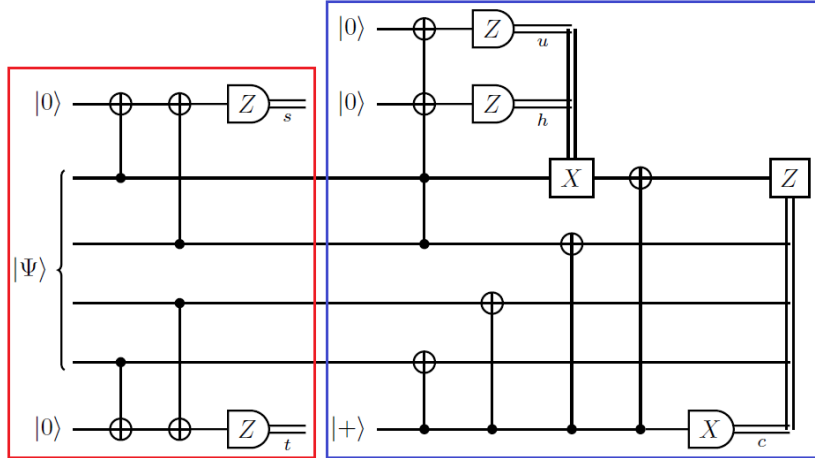 |0⟩ Z u
|0⟩ Z s |0⟩ Z h
X Z
|Ψ⟩
|0⟩ Z t |+⟩ X c